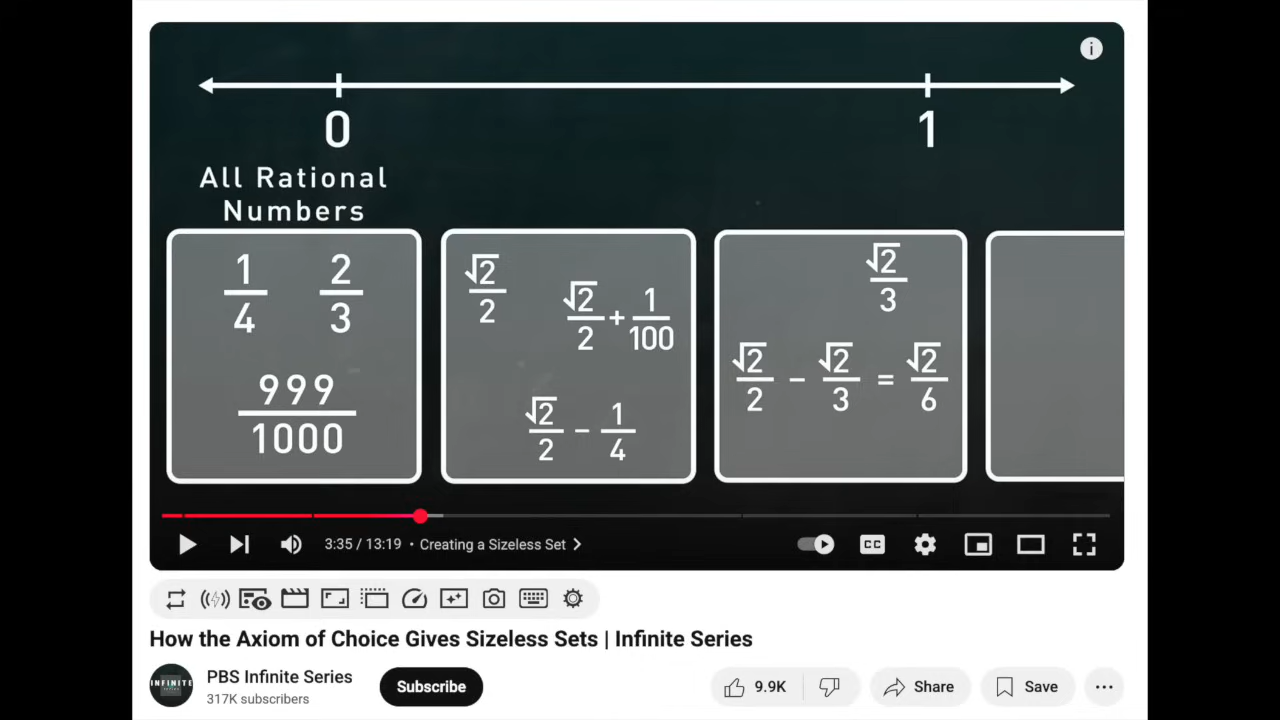 0 1
All Rational
Numbers
1/4 2/3
999/1000
√2/2
√2/2 + 1/100
√2/2 − 1/4
√2/3
√2/2 − √2/3 = √2/6
3:35 / 13:19 • Creating a Sizeless Set
CC
How the Axiom of Choice Gives Sizeless Sets | Infinite Series
INFINITE
PBS Infinite Series
317K subscribers
Subscribe
9.9K
Share
Save